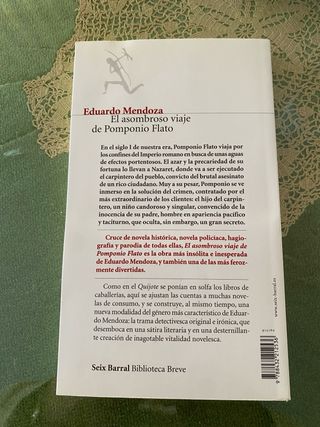 Eduardo Mendoza
El asombroso viaje
de Pomponio Flato
En el siglo I de nuestra era, Pomponio Flato viaja por
los confines del Imperio romano en busca de unas aguas
de efectos portentosos. El azar y la precariedad de su
fortuna lo llevan a Nazaret, donde va a ser ejecutado
el carpintero del pueblo, convicto del brutal asesinato
de un rico ciudadano. Muy a su pesar, Pomponio se ve
inmerso en la solución del crimen, contratado por el
más extraordinario de los clientes: el hijo del carpin-
tero, un niño candoroso y singular, convencido de la
inocencia de su padre, hombre en apariencia pacífico
y taciturno, que oculta, sin embargo, un gran secreto.
Cruce de novela histórica, novela policíaca, hagio-
grafía y parodia de todas ellas, El asombroso viaje de
Pomponio Flato es la obra más insólita e inesperada
de Eduardo Mendoza, y también una de las más feroz-
mente divertidas.
Como en el Quijote se ponían en solfa los libros de
caballerías, aquí se ajustan las cuentas a muchas nove-
las de consumo, y se construye, al mismo tiempo, una
nueva modalidad del género más característico de Eduar-
do Mendoza: la trama detectivesca original e irónica, que
desemboca en una sátira literaria y en una desternillan-
te creación de inagotable vitalidad novelesca.
Seix Barral Biblioteca Breve
www.seix-barral.es
9 788432 212536